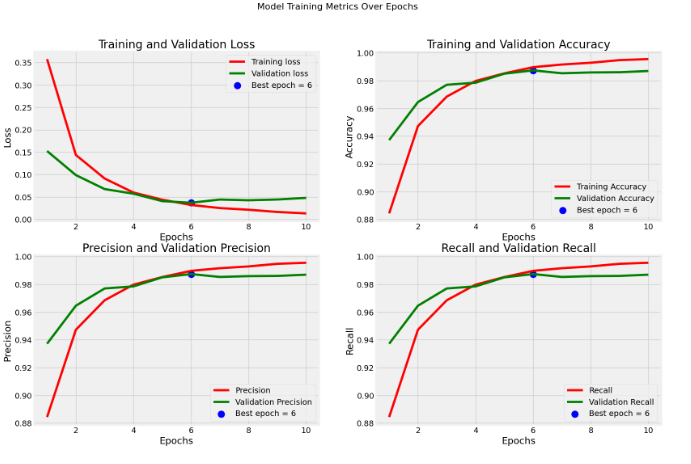 Model Training Metrics Over Epochs
Training and Validation Loss
Loss
0.35
0.30
0.25
0.20
0.15
0.10
0.05
0.00
Training loss
Validation loss
Best epoch = 6
2 4 6 8 10
Epochs
Training and Validation Accuracy
Accuracy
1.00
0.98
0.96
0.94
0.92
0.90
0.88
Training Accuracy
Validation Accuracy
Best epoch = 6
2 4 6 8 10
Epochs
Precision and Validation Precision
Precision
1.00
0.98
0.96
0.94
0.92
0.90
0.88
Precision
Validation Precision
Best epoch = 6
2 4 6 8 10
Epochs
Recall and Validation Recall
Recall
1.00
0.98
0.96
0.94
0.92
0.90
0.88
Recall
Validation Recall
Best epoch = 6
2 4 6 8 10
Epochs